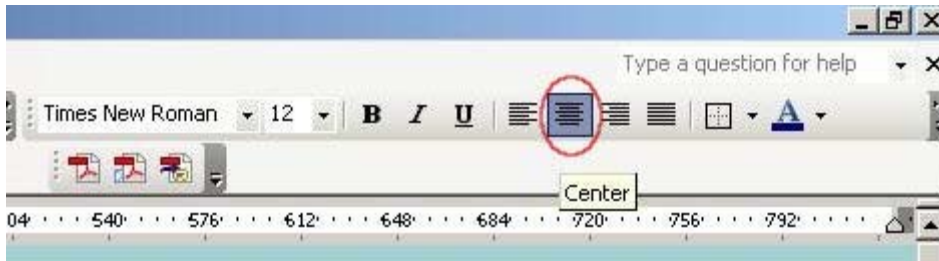 Type a question for help
Times New Roman 12 B I U A
Center
04 540 576 612 648 684 720 756 792